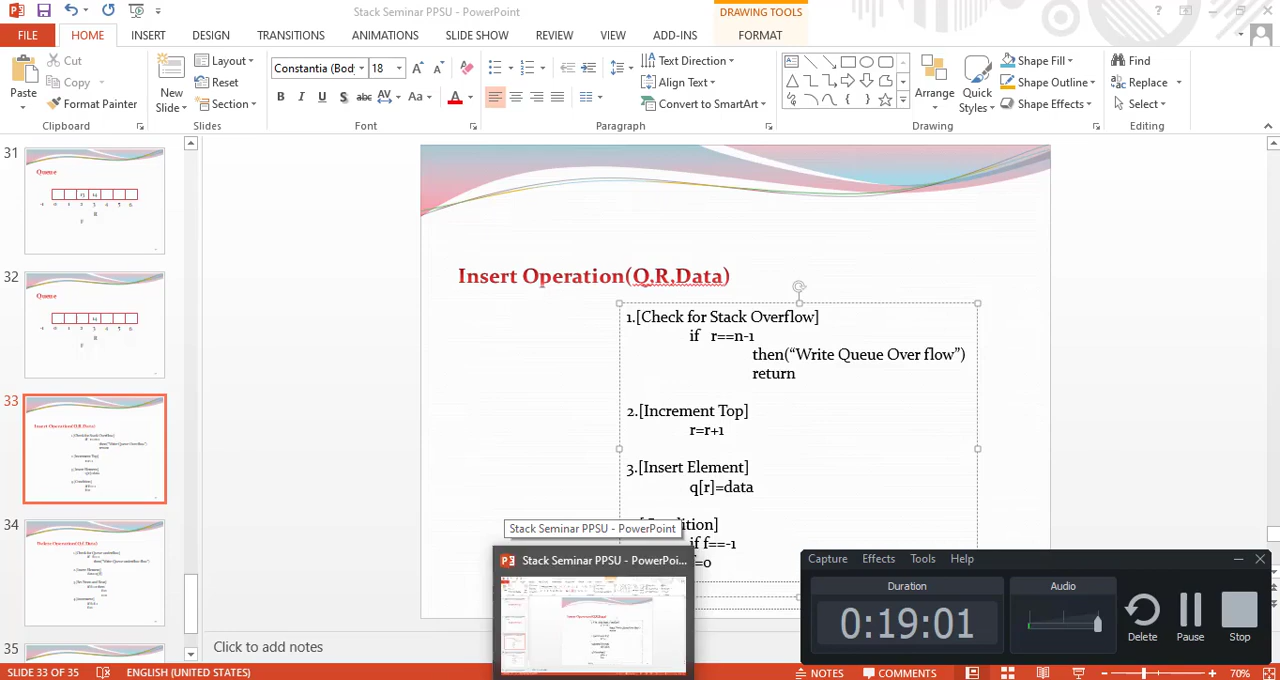 Stack Seminar PPSU - PowerPoint
DRAWING TOOLS
FILE HOME INSERT DESIGN TRANSITIONS ANIMATIONS SLIDE SHOW REVIEW VIEW ADD-INS FORMAT
Paste
Cut
Copy
Format Painter
Clipboard
New Slide
Layout
Reset
Section
Slides
Constantia (Bod 18
Font
Text Direction
Align Text
Convert to SmartArt
Paragraph
Arrange
Quick Styles
Shape Fill
Shape Outline
Shape Effects
Drawing
Find
Replace
Select
Editing
31
Queue
32
Queue
33
34
35
Insert Operation(Q,R,Data)
1.[Check for Stack Overflow]
if r==n-1
then(“Write Queue Over flow”)
return
2.[Increment Top]
r=r+1
3.[Insert Element]
q[r]=data
if f==-1
Stack Seminar PPSU - PowerPoint
Stack Seminar PPSU - PowerPoi...
Click to add notes
Capture Effects Tools Help
Duration
0:19:01
Audio
Delete
Pause
Stop
SLIDE 33 OF 35 ENGLISH (UNITED STATES) NOTES COMMENTS 70%